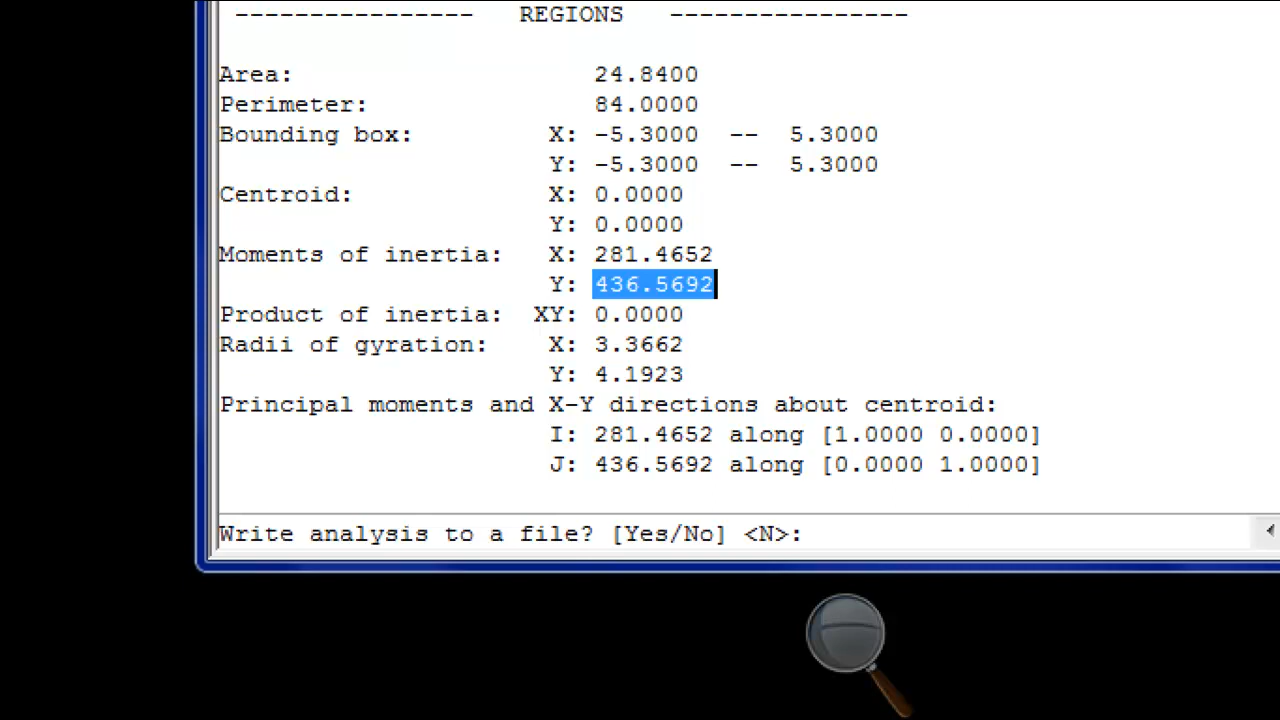 ----------------   REGIONS   ----------------
Area:                    24.8400
Perimeter:               84.0000
Bounding box:         X: -5.3000  --  5.3000
                      Y: -5.3000  --  5.3000
Centroid:             X: 0.0000
                      Y: 0.0000
Moments of inertia:   X: 281.4652
                      Y: 436.5692
Product of inertia:  XY: 0.0000
Radii of gyration:    X: 3.3662
                      Y: 4.1923
Principal moments and X-Y directions about centroid:
                      I: 281.4652 along [1.0000 0.0000]
                      J: 436.5692 along [0.0000 1.0000]
Write analysis to a file? [Yes/No] <N>: